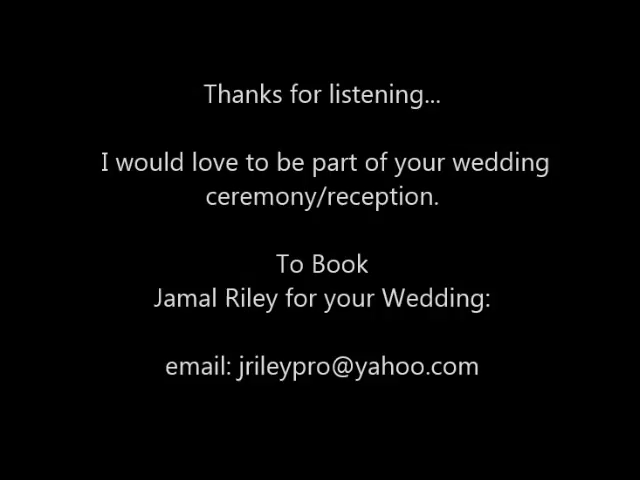 Thanks for listening...
I would love to be part of your wedding
ceremony/reception.
To Book
Jamal Riley for your Wedding:
email: jrileypro@yahoo.com